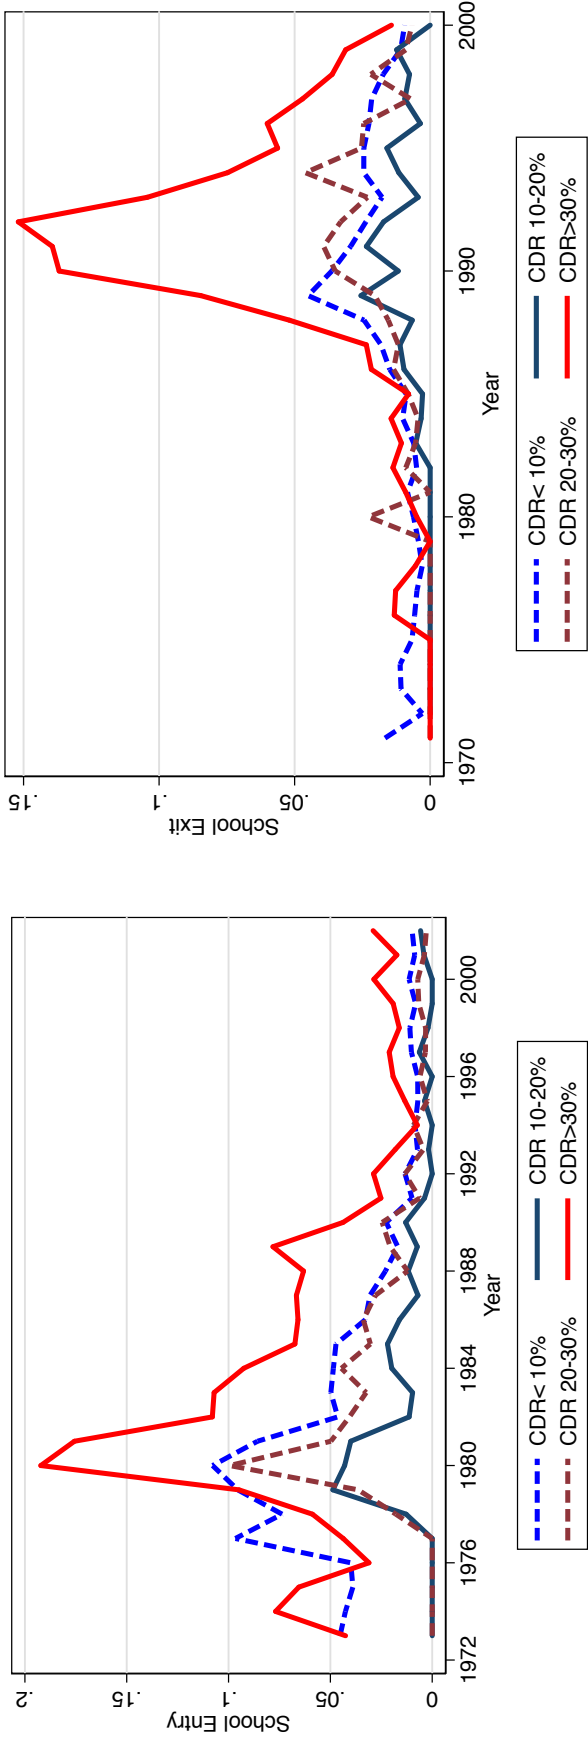 0 .05 .1 .15 .2
School Entry
1972 1976 1980 1984 1988 1992 1996 2000
Year
CDR< 10% CDR 10-20%
CDR 20-30% CDR>30%
0 .05 .1 .15
School Exit
1970 1980 1990 2000
Year
CDR< 10% CDR 10-20%
CDR 20-30% CDR>30%